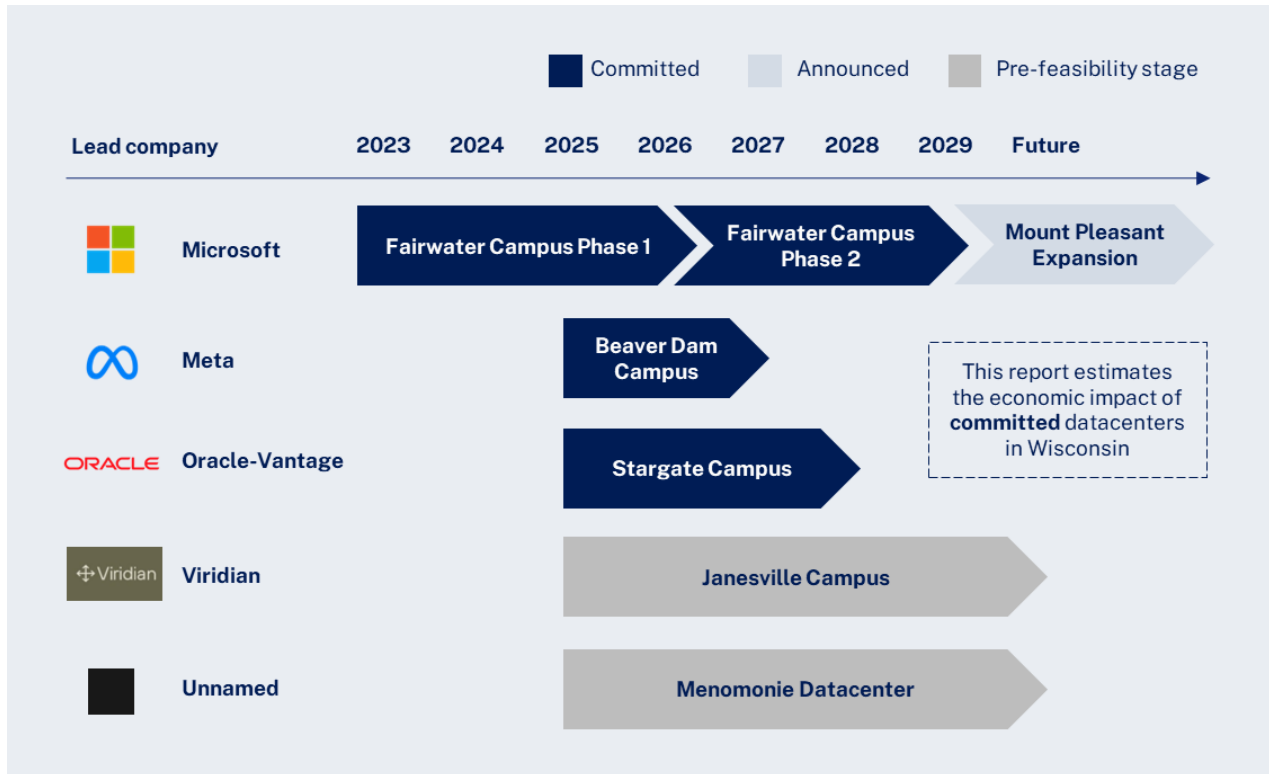 Committed Announced Pre-feasibility stage
Lead company 2023 2024 2025 2026 2027 2028 2029 Future
Microsoft
Fairwater Campus Phase 1
Fairwater Campus
Phase 2
Mount Pleasant
Expansion
Meta
Beaver Dam
Campus
This report estimates
the economic impact of
committed datacenters
in Wisconsin
ORACLE Oracle-Vantage
Stargate Campus
Viridian Viridian
Janesville Campus
Unnamed
Menomonie Datacenter